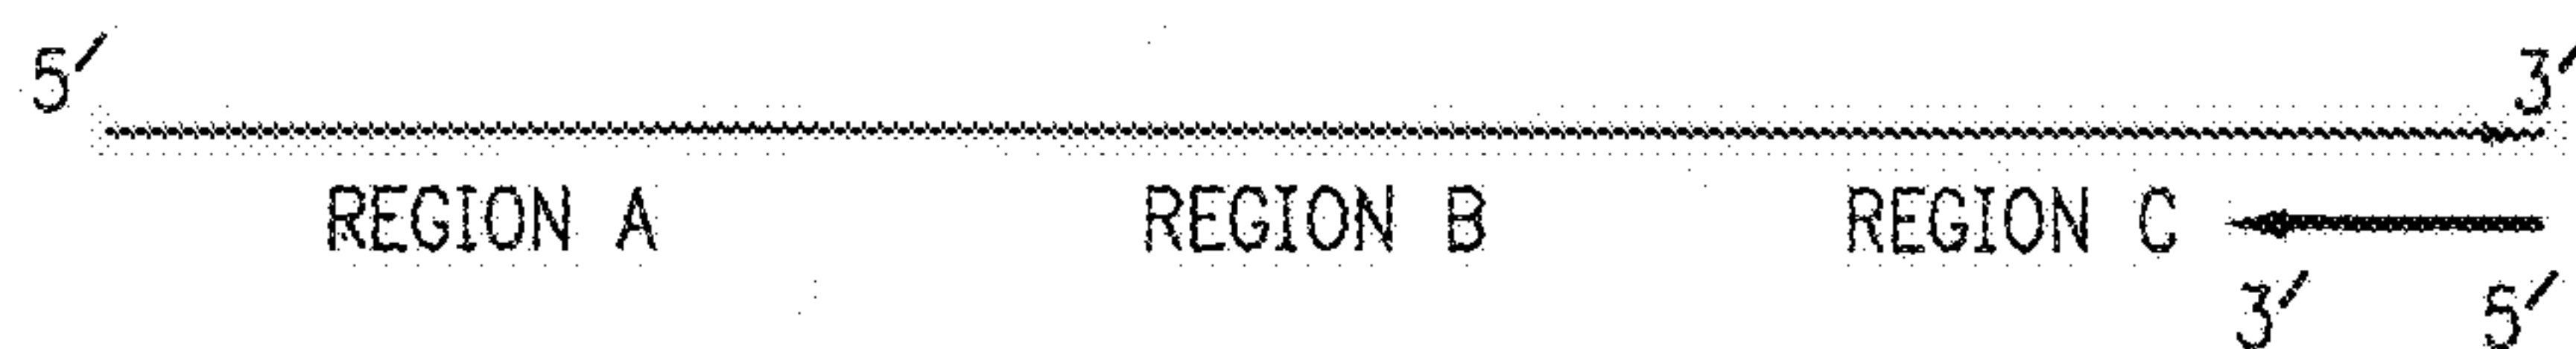 5′ 3′
REGION A REGION B REGION C
3′ 5′